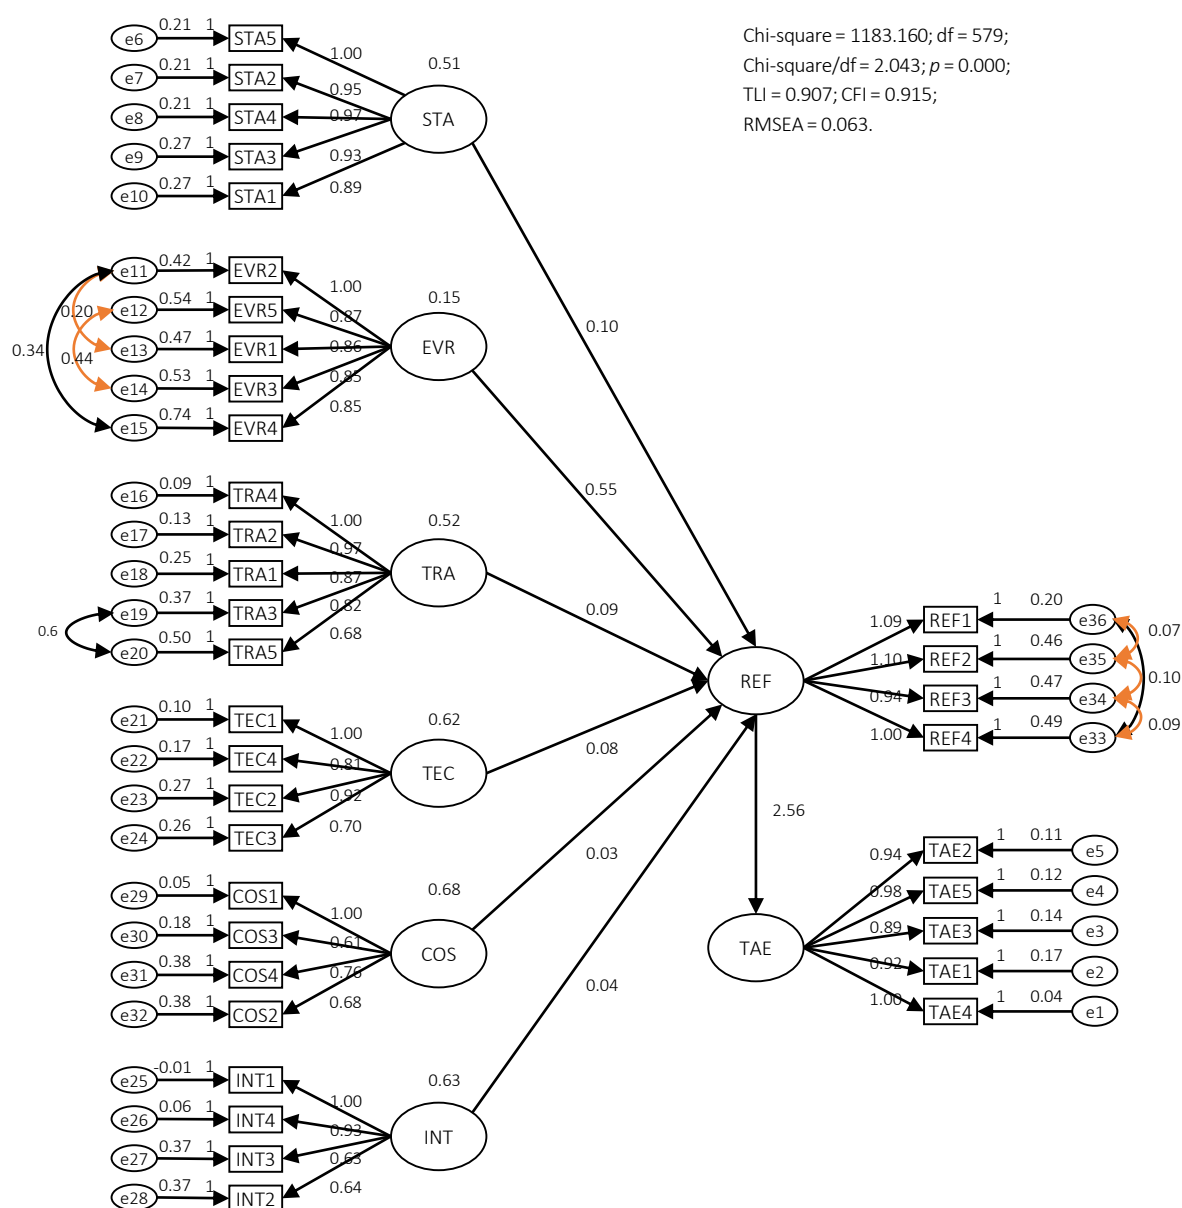 Chi-square = 1183.160; df = 579;
Chi-square/df = 2.043; p = 0.000;
TLI = 0.907; CFI = 0.915;
RMSEA = 0.063.
e6 0.21 1 STA5 1.00
e7 0.21 1 STA2 0.95
e8 0.21 1 STA4 0.97
e9 0.27 1 STA3 0.93
e10 0.27 1 STA1 0.89
0.51
STA
0.10
e11 0.42 1 EVR2 1.00
e12 0.54 1 EVR5 0.87
e13 0.47 1 EVR1 0.86
e14 0.53 1 EVR3 0.85
e15 0.74 1 EVR4 0.85
0.20
0.34
0.44
0.15
EVR
0.55
e16 0.09 1 TRA4 1.00
e17 0.13 1 TRA2 0.97
e18 0.25 1 TRA1 0.87
e19 0.37 1 TRA3 0.82
e20 0.50 1 TRA5 0.68
0.6
0.52
TRA
0.09
e21 0.10 1 TEC1 1.00
e22 0.17 1 TEC4 0.81
e23 0.27 1 TEC2 0.92
e24 0.26 1 TEC3 0.70
0.62
TEC
0.08
e29 0.05 1 COS1 1.00
e30 0.18 1 COS3 0.61
e31 0.38 1 COS4 0.76
e32 0.38 1 COS2 0.68
0.68
COS
0.03
e25 -0.01 1 INT1 1.00
e26 0.06 1 INT4 0.93
e27 0.37 1 INT3 0.63
e28 0.37 1 INT2 0.64
0.63
INT
0.04
REF
1.09 REF1 1 0.20 e36
1.10 REF2 1 0.46 e35
0.94 REF3 1 0.47 e34
1.00 REF4 1 0.49 e33
0.07
0.10
0.09
2.56
TAE
0.94 TAE2 1 0.11 e5
0.98 TAE5 1 0.12 e4
0.89 TAE3 1 0.14 e3
0.92 TAE1 1 0.17 e2
1.00 TAE4 1 0.04 e1